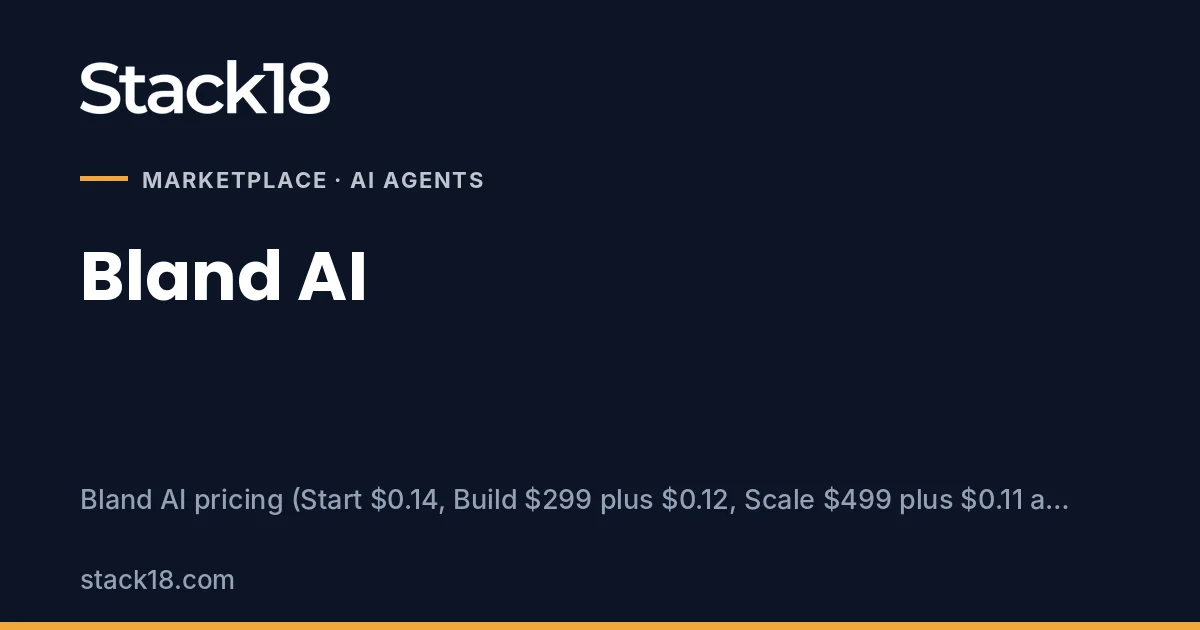 Stack18
MARKETPLACE · AI AGENTS
Bland AI
Bland AI pricing (Start $0.14, Build $299 plus $0.12, Scale $499 plus $0.11 a...
stack18.com